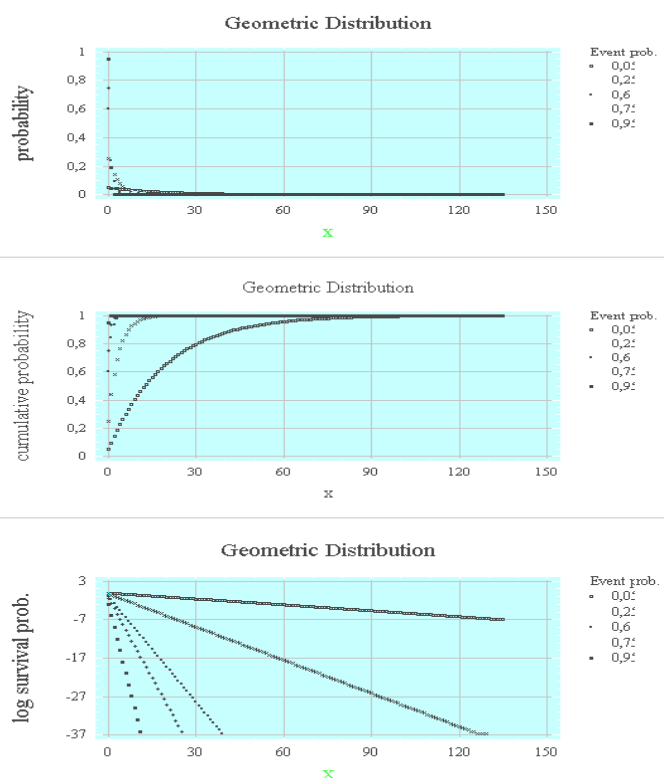 Geometric Distribution
probability
1
0,8
0,6
0,4
0,2
0
0 30 60 90 120 150
x
Event prob.
0,05
0,25
0,6
0,75
0,95
Geometric Distribution
cumulative probability
1
0,8
0,6
0,4
0,2
0
0 30 60 90 120 150
x
Event prob.
0,05
0,25
0,6
0,75
0,95
Geometric Distribution
log survival prob.
3
-7
-17
-27
-37
0 30 60 90 120 150
x
Event prob.
0,05
0,25
0,6
0,75
0,95